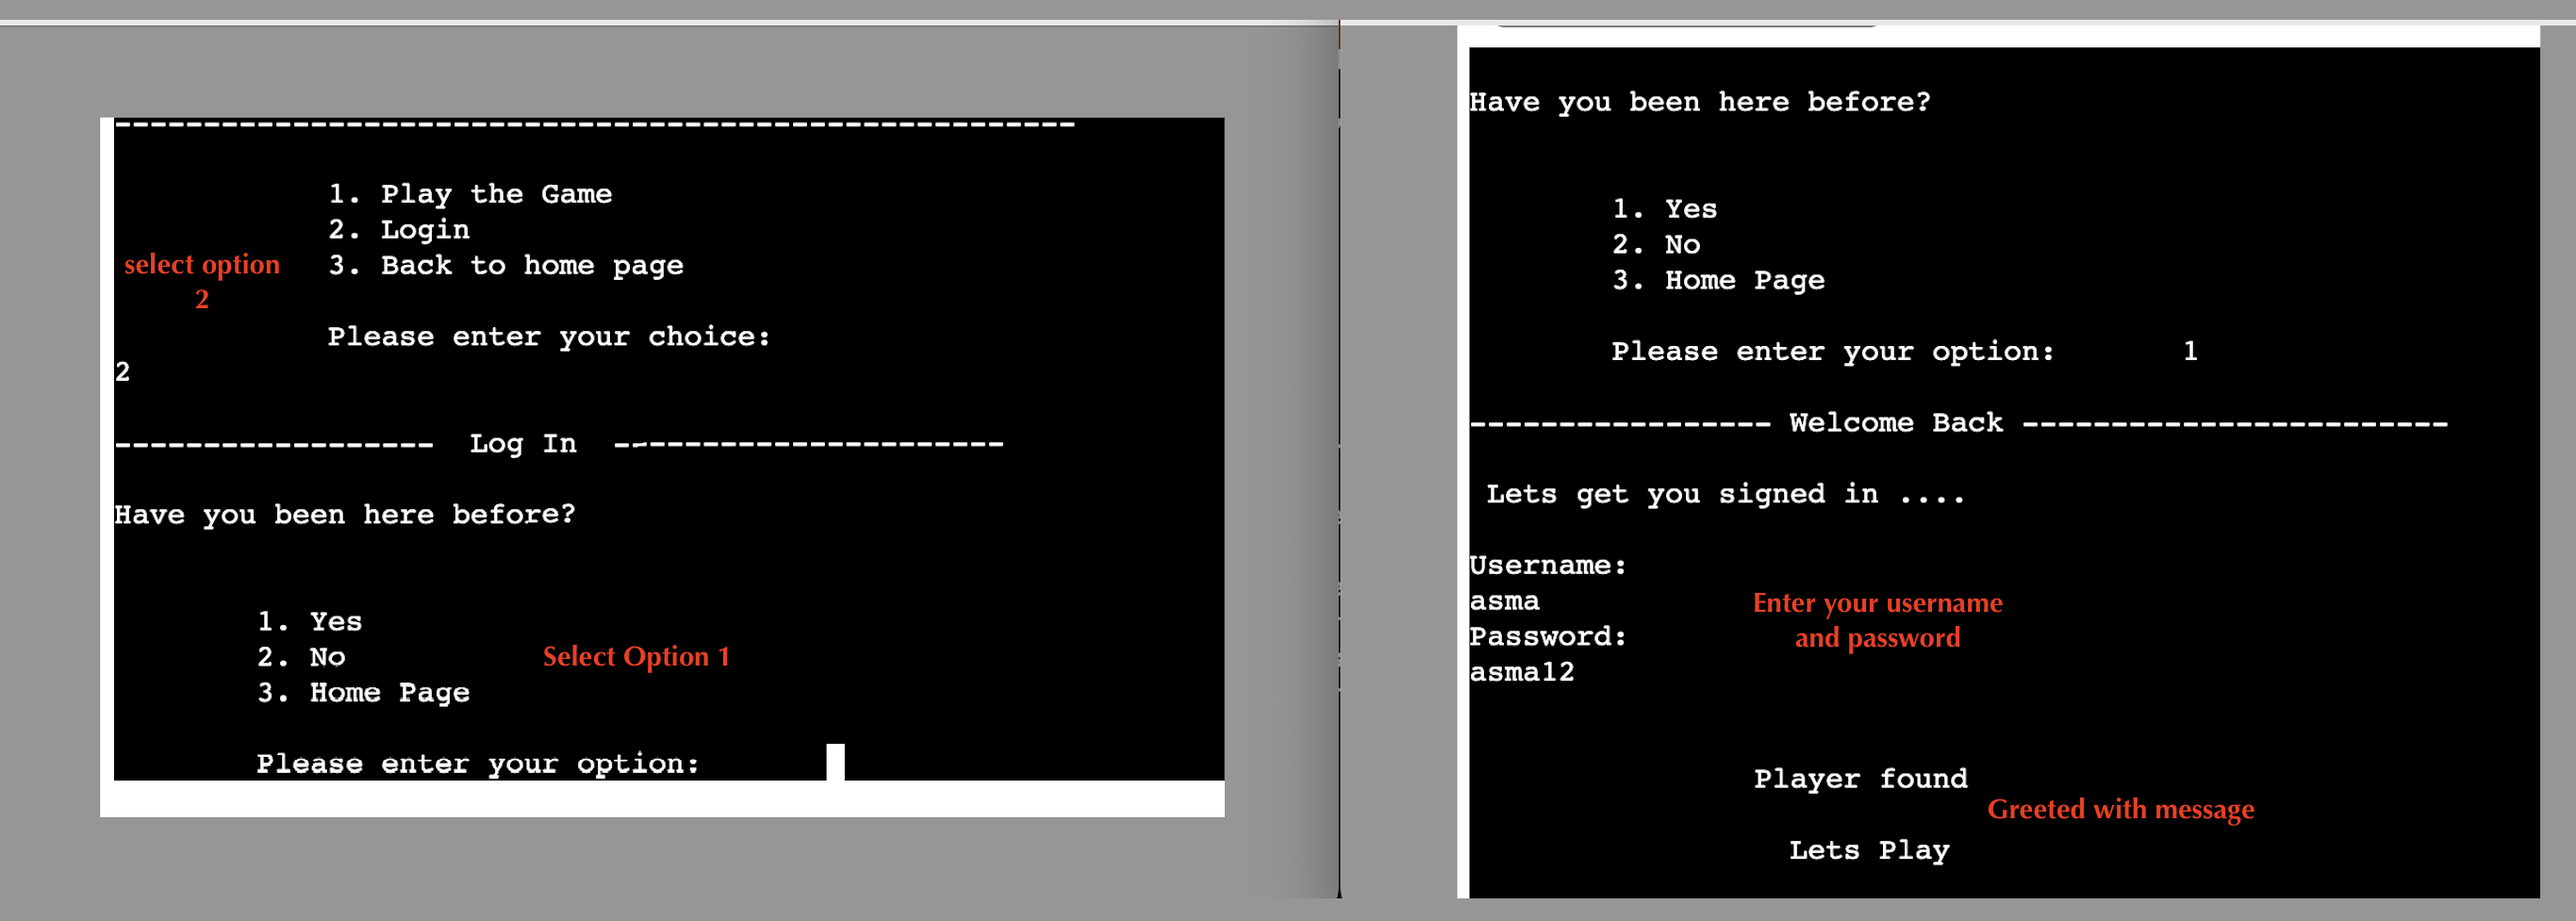 --------------------------------------------------------
1. Play the Game
2. Login
3. Back to home page
select option
2
Please enter your choice:
2
------------------ Log In ----------------------
Have you been here before?
1. Yes
2. No
Select Option 1
3. Home Page
Please enter your option:
Have you been here before?
1. Yes
2. No
3. Home Page
Please enter your option: 1
----------------- Welcome Back ------------------------
Lets get you signed in ....
Username:
asma
Enter your username
and password
Password:
asma12
Player found
Greeted with message
Lets Play